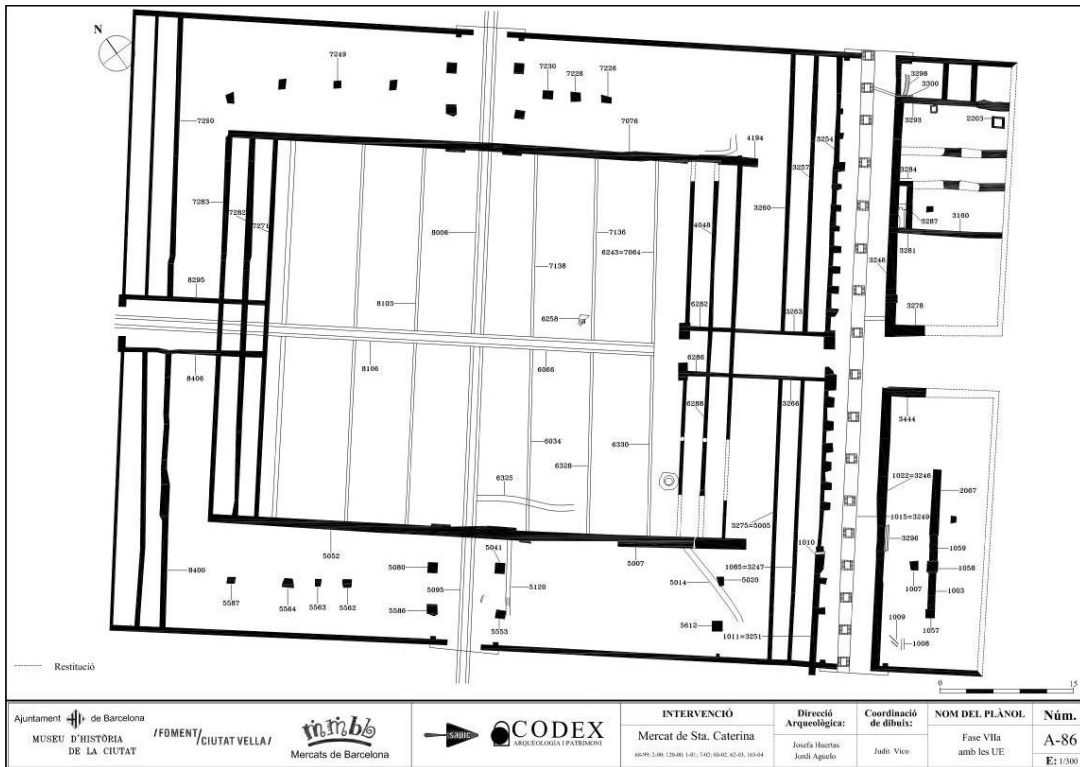 N
7249
7230
7228
7226
7076
4194
3254
3298
3300
3293
2203
7280
3257
3284
7283
7282
7271
8006
7136
6243=7064
4048
3260
3287
3160
3281
3246
7138
8295
8103
6258
6282
3263
3278
8406
8106
6066
6286
6288
3266
3444
6034
6328
6330
6325
1022=3246
2067
3275=5005
1015=3249
3296
1010
1059
5052
5080
5041
5007
1085=3247
1058
8400
5095
5120
5014
5020
1007
1003
5587
5564
5563
5562
5586
5553
5612
1011=3251
1009
1057
1008
Restitució
0 15
Ajuntament de Barcelona
MUSEU D'HISTÒRIA
DE LA CIUTAT
/FOMENT/CIUTAT VELLA/
mmbb
Mercats de Barcelona
sapic
CODEX
ARQUEOLOGIA I PATRIMONI
INTERVENCIÓ
Mercat de Sta. Caterina
Direcció
Arqueològica:
Josefa Huertas
Jordi Aguelo
Coordinació
de dibuix:
Judit Vico
NOM DEL PLÀNOL
Fase VIIa
amb les UE
Núm.
A-86
E: 1/300